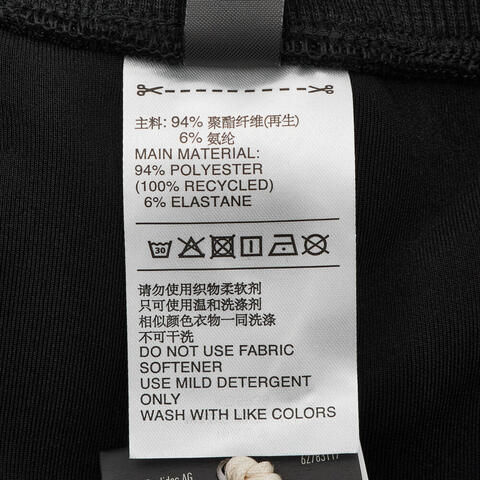 主料: 94% 聚酯纤维(再生)
6% 氨纶
MAIN MATERIAL:
94% POLYESTER
(100% RECYCLED)
6% ELASTANE
30
请勿使用织物柔软剂
只可使用温和洗涤剂
相似颜色衣物一同洗涤
不可干洗
DO NOT USE FABRIC
SOFTENER
USE MILD DETERGENT
ONLY
WASH WITH LIKE COLORS
AG